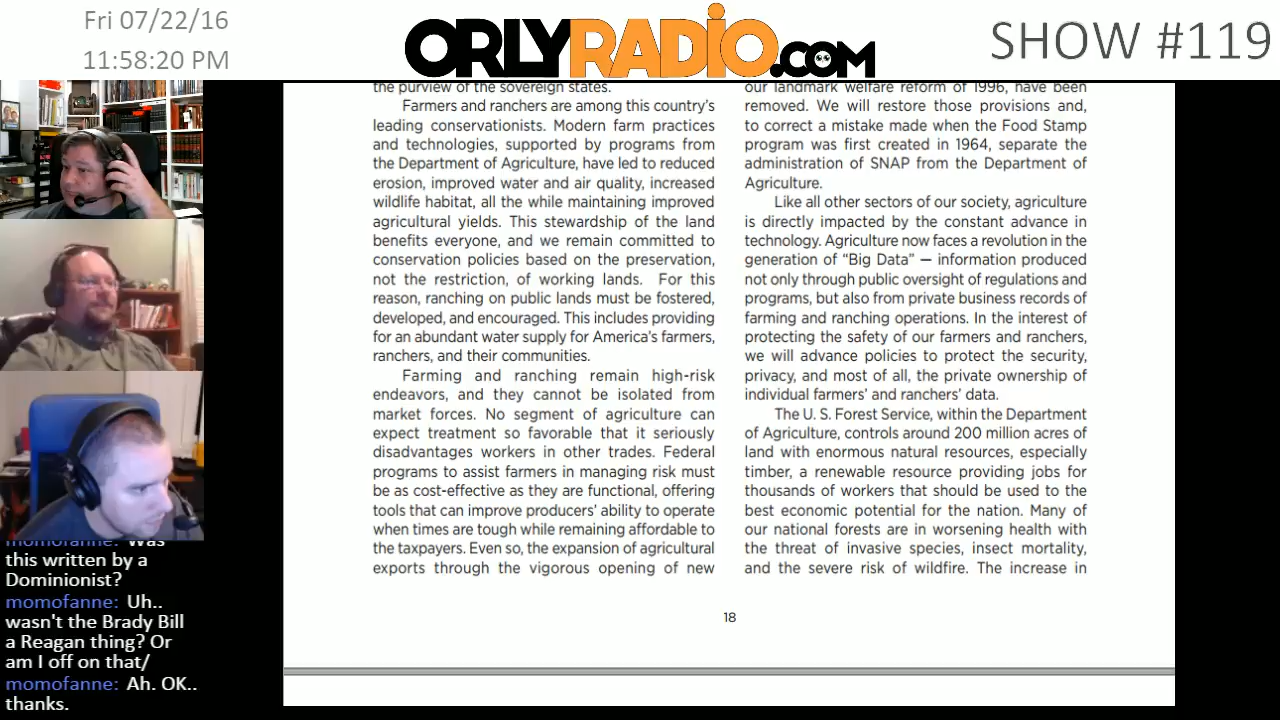 Fri 07/22/16
11:58:20 PM
ORLYRADIO.COM
SHOW #119
the purview of the sovereign states.
Farmers and ranchers are among this country's
leading conservationists. Modern farm practices
and technologies, supported by programs from
the Department of Agriculture, have led to reduced
erosion, improved water and air quality, increased
wildlife habitat, all the while maintaining improved
agricultural yields. This stewardship of the land
benefits everyone, and we remain committed to
conservation policies based on the preservation,
not the restriction, of working lands. For this
reason, ranching on public lands must be fostered,
developed, and encouraged. This includes providing
for an abundant water supply for America's farmers,
ranchers, and their communities.
Farming and ranching remain high-risk
endeavors, and they cannot be isolated from
market forces. No segment of agriculture can
expect treatment so favorable that it seriously
disadvantages workers in other trades. Federal
programs to assist farmers in managing risk must
be as cost-effective as they are functional, offering
tools that can improve producers' ability to operate
when times are tough while remaining affordable to
the taxpayers. Even so, the expansion of agricultural
exports through the vigorous opening of new
our landmark welfare reform of 1996, have been
removed. We will restore those provisions and,
to correct a mistake made when the Food Stamp
program was first created in 1964, separate the
administration of SNAP from the Department of
Agriculture.
Like all other sectors of our society, agriculture
is directly impacted by the constant advance in
technology. Agriculture now faces a revolution in the
generation of "Big Data" — information produced
not only through public oversight of regulations and
programs, but also from private business records of
farming and ranching operations. In the interest of
protecting the safety of our farmers and ranchers,
we will advance policies to protect the security,
privacy, and most of all, the private ownership of
individual farmers' and ranchers' data.
The U. S. Forest Service, within the Department
of Agriculture, controls around 200 million acres of
land with enormous natural resources, especially
timber, a renewable resource providing jobs for
thousands of workers that should be used to the
best economic potential for the nation. Many of
our national forests are in worsening health with
the threat of invasive species, insect mortality,
and the severe risk of wildfire. The increase in
18
momofanne: Was
this written by a
Dominionist?
momofanne: Uh..
wasn't the Brady Bill
a Reagan thing? Or
am I off on that/
momofanne: Ah. OK..
thanks.